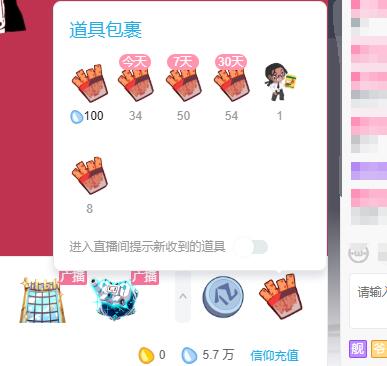 道具包裹
今天 7天 30天
100 34 50 54 1
8
进入直播间提示新收到的道具
广播 广播
请输入
0 5.7 万 信仰充值
舰 爷